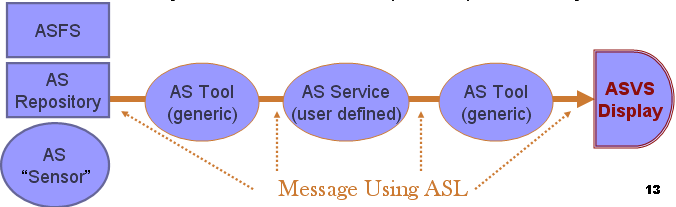 ASFS
AS
Repository
AS
“Sensor”
AS Tool
(generic)
AS Service
(user defined)
AS Tool
(generic)
ASVS
Display
Message Using ASL
13